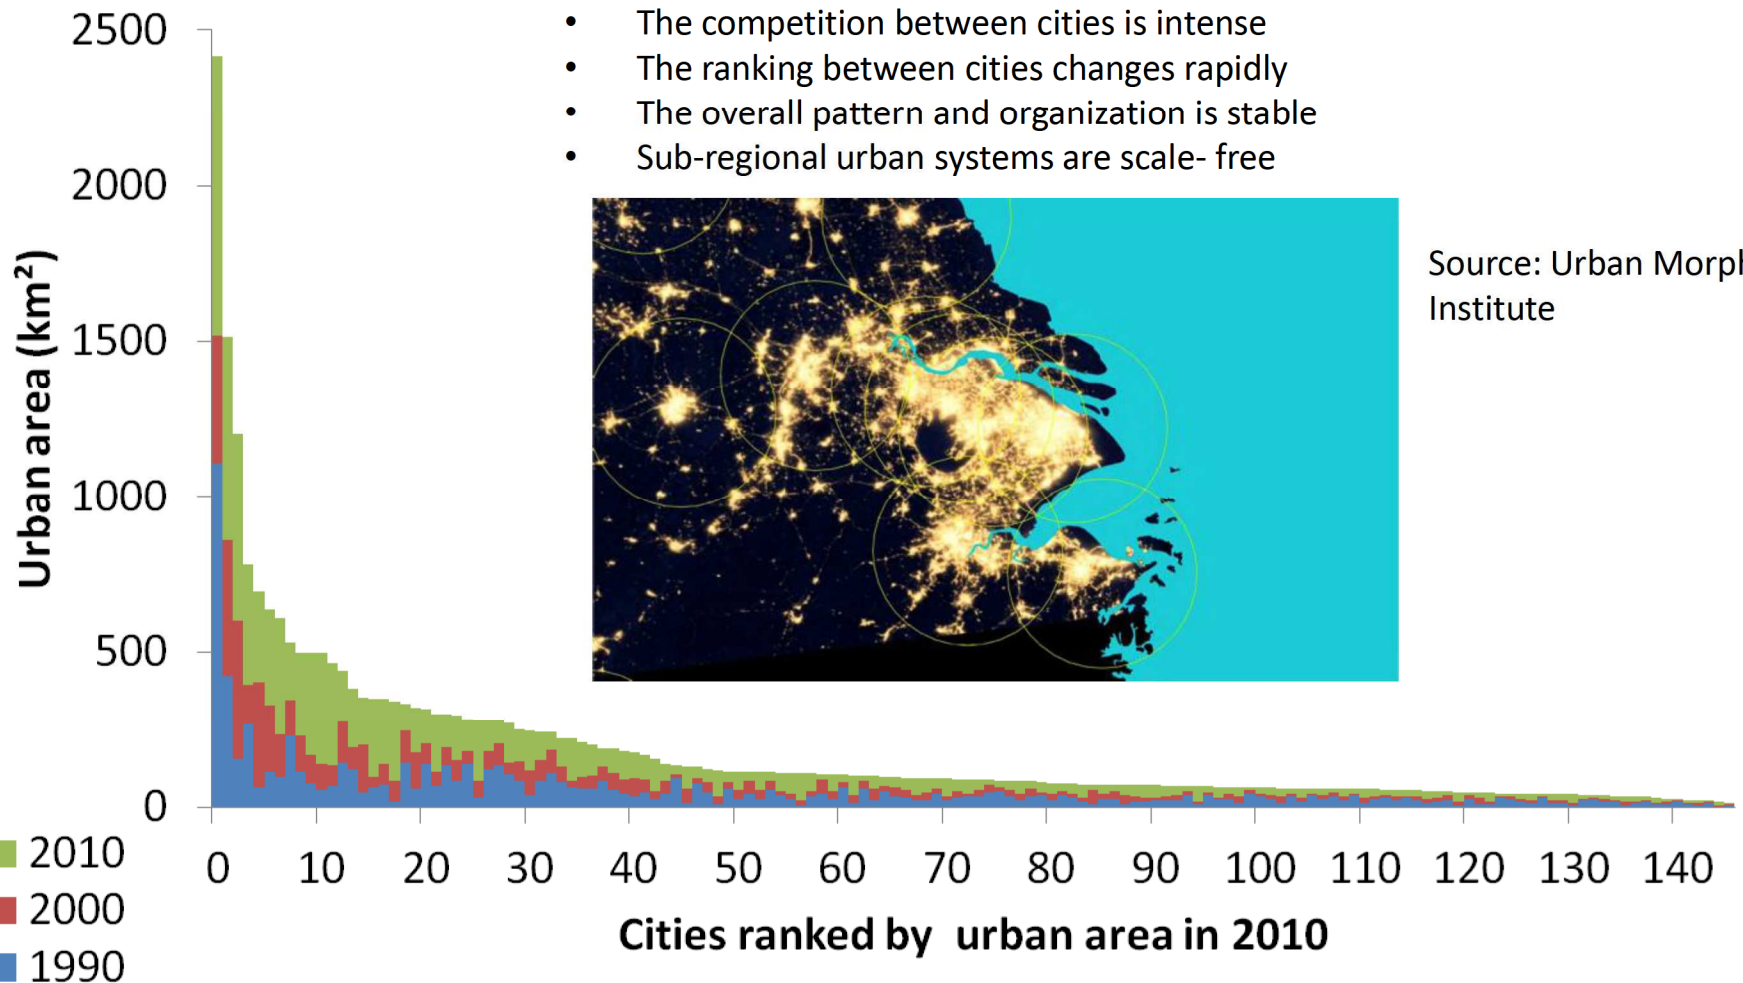 • The competition between cities is intense
• The ranking between cities changes rapidly
• The overall pattern and organization is stable
• Sub-regional urban systems are scale- free
Source: Urban Morph
Institute
Urban area (km²)
2500
2000
1500
1000
500
0
0 10 20 30 40 50 60 70 80 90 100 110 120 130 140
Cities ranked by urban area in 2010
2010
2000
1990